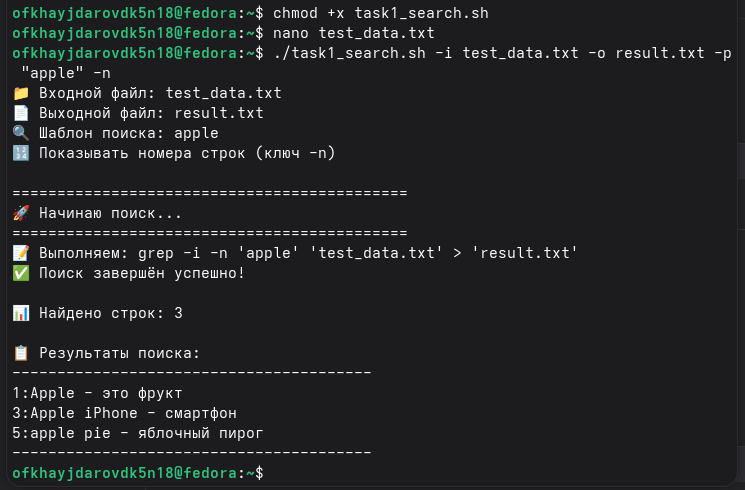 ofkhayjdarovdk5n18@fedora:~$ chmod +x task1_search.sh
ofkhayjdarovdk5n18@fedora:~$ nano test_data.txt
ofkhayjdarovdk5n18@fedora:~$ ./task1_search.sh -i test_data.txt -o result.txt -p
 "apple" -n
📁 Входной файл: test_data.txt
📄 Выходной файл: result.txt
🔍 Шаблон поиска: apple
🔢 Показывать номера строк (ключ -n)
============================================
🚀 Начинаю поиск...
============================================
📝 Выполняем: grep -i -n 'apple' 'test_data.txt' > 'result.txt'
✅ Поиск завершён успешно!
📊 Найдено строк: 3
📋 Результаты поиска:
----------------------------------------
1:Apple - это фрукт
3:Apple iPhone - смартфон
5:apple pie - яблочный пирог
----------------------------------------
ofkhayjdarovdk5n18@fedora:~$